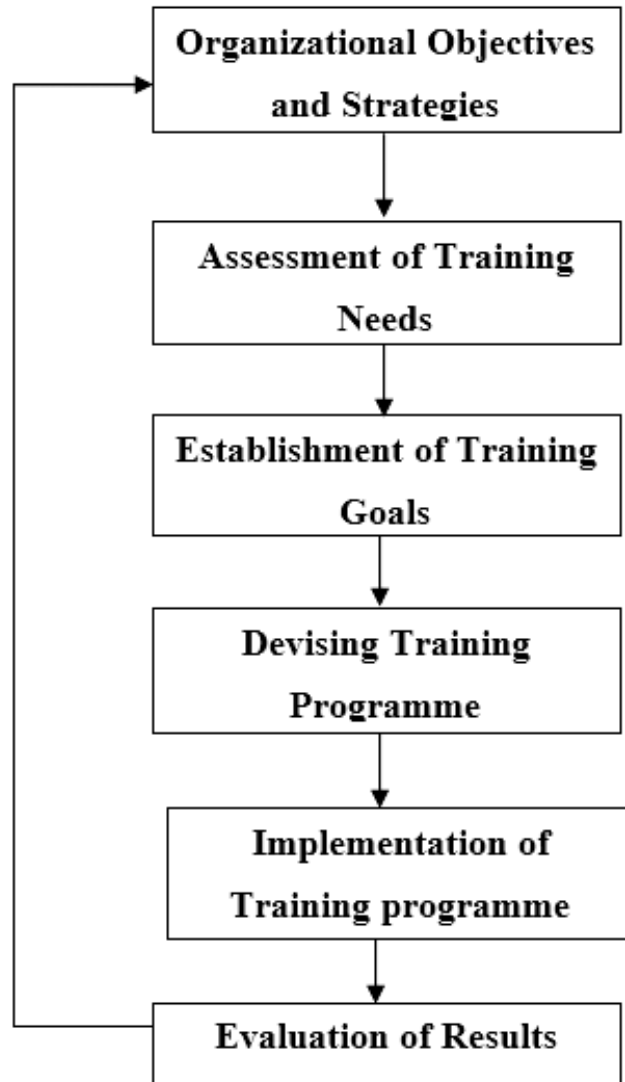 Organizational Objectives
and Strategies
Assessment of Training
Needs
Establishment of Training
Goals
Devising Training
Programme
Implementation of
Training programme
Evaluation of Results